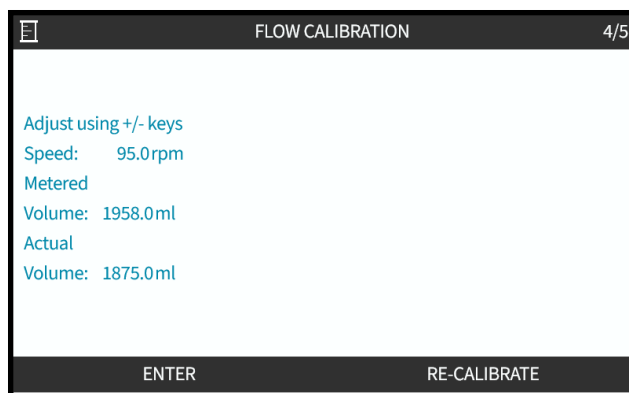 FLOW CALIBRATION 4/5
Adjust using +/- keys
Speed: 95.0rpm
Metered
Volume: 1958.0ml
Actual
Volume: 1875.0ml
ENTER RE-CALIBRATE